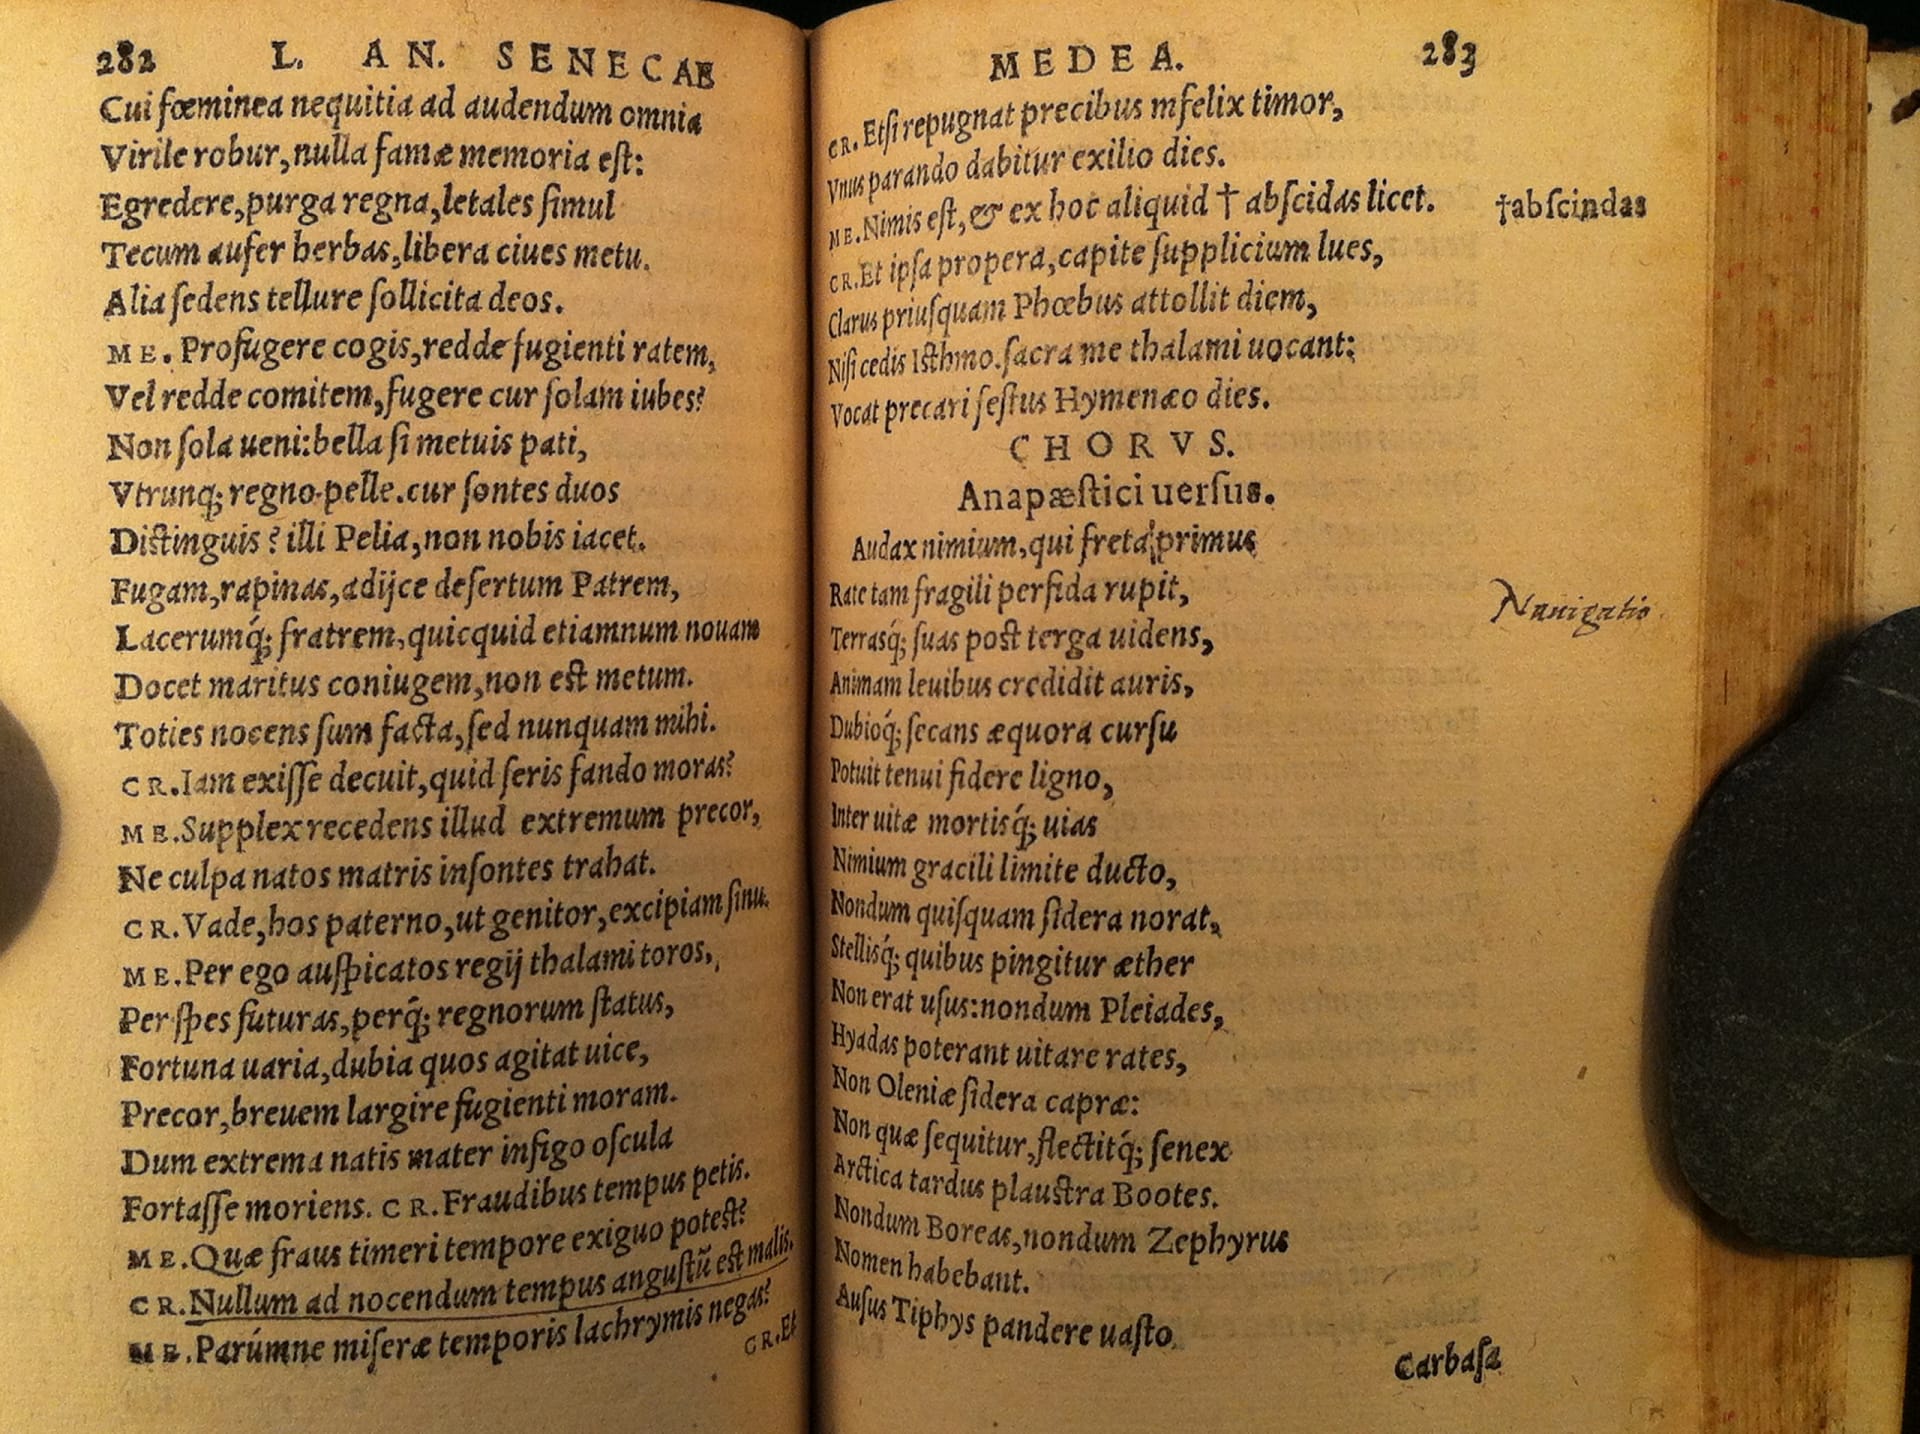 282 L. AN. SENECAE
Cui fœminea nequitia ad audendum omnia
Virile robur, nulla famæ memoria eſt:
Egredere, purga regna, letales ſimul
Tecum aufer herbas, libera ciues metu.
Alia ſedens tellure ſollicita deos.
ME. Profugere cogis, redde fugienti ratem,
Vel redde comitem, fugere cur ſolam iubes?
Non ſola ueni: bella ſi metuis pati,
Vtrunq; regno pelle. cur ſontes duos
Diſtinguis? illi Pelia, non nobis iacet.
Fugam, rapinas, adijce deſertum Patrem,
Lacerumq́; fratrem, quicquid etiamnum nouam
Docet maritus coniugem, non eſt metum.
Toties nocens ſum facta, ſed nunquam mihi.
CR. Iam exiſſe decuit, quid ſeris fando moras?
ME. Supplex recedens illud extremum precor,
Ne culpa natos matris inſontes trahat.
CR. Vade, hos paterno, ut genitor, excipiam ſinu.
ME. Per ego auſpicatos regij thalami toros,
Per ſpes futuras, perq́; regnorum ſtatus,
Fortuna uaria, dubia quos agitat uice,
Precor, breuem largire fugienti moram.
Dum extrema natis mater infigo oſcula
Fortaſſe moriens. CR. Fraudibus tempus petis.
ME. Quæ fraus timeri tempore exiguo poteſt?
CR. Nullum ad nocendum tempus anguſtũ eſt malis.
ME. Parúmne miſeræ temporis lachrymis negas?
CR. Et
MEDEA. 283
CR. Etſi repugnat precibus infelix timor,
Vnus parando dabitur exilio dies.
ME. Nimis eſt, & ex hoc aliquid † abſcidas licet. †abſcindas
CR. Et ipſa propera, capite ſupplicium lues,
Clarus priuſquam Phœbus attollit diem,
Niſi cedis Iſthmo. ſacra me thalami uocant:
Vocat precari feſtus Hymenæo dies.
CHORVS.
Anapæſtici uerſus.
Audax nimium, qui freta primus
Rate tam fragili perfida rupit,
Nauigatio
Terrasq́; ſuas poſt terga uidens,
Animam leuibus credidit auris,
Dubioq́; ſecans æquora curſu
Potuit tenui fidere ligno,
Inter uitæ mortisq́; uias
Nimium gracili limite ducto,
Nondum quiſquam ſidera norat,
Stellisq́; quibus pingitur æther
Non erat uſus: nondum Pleiades,
Hyadas poterant uitare rates,
Non Oleniæ ſidera capræ:
Non quæ ſequitur, flectitq́; ſenex
Arctica tardus plauſtra Bootes.
Nondum Boreas, nondum Zephyrus
Nomen habebant.
Auſus Tiphys pandere uaſto
Carbaſa